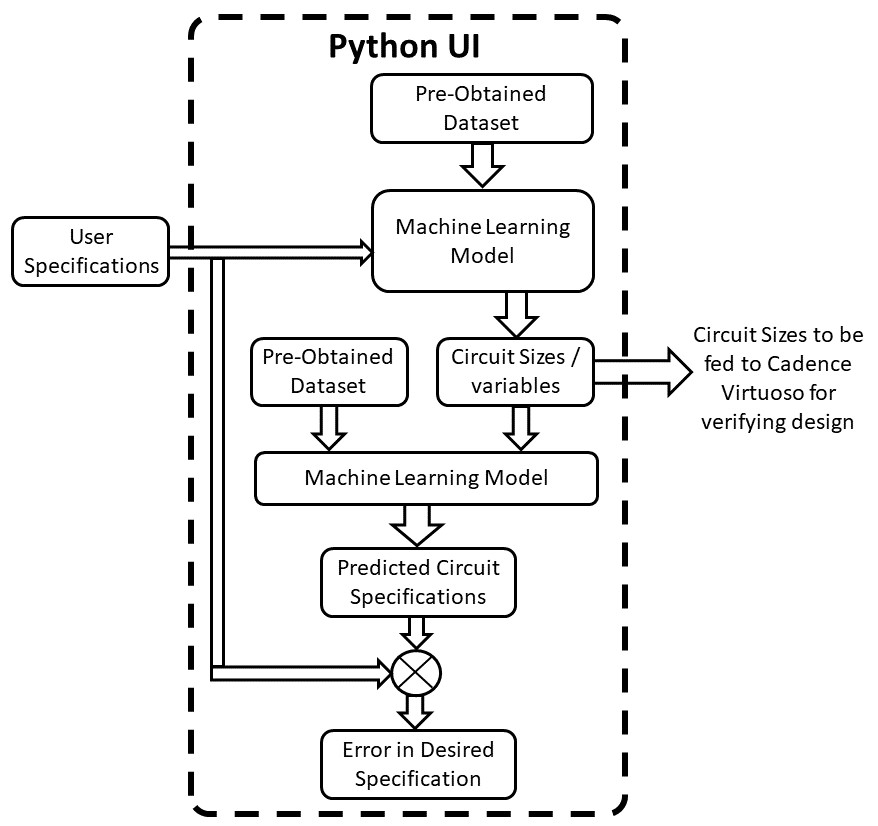 Python UI
Pre-Obtained
Dataset
User
Specifications
Machine Learning
Model
Pre-Obtained
Dataset
Circuit Sizes /
variables
Circuit Sizes to be
fed to Cadence
Virtuoso for
verifying design
Machine Learning Model
Predicted Circuit
Specifications
Error in Desired
Specification